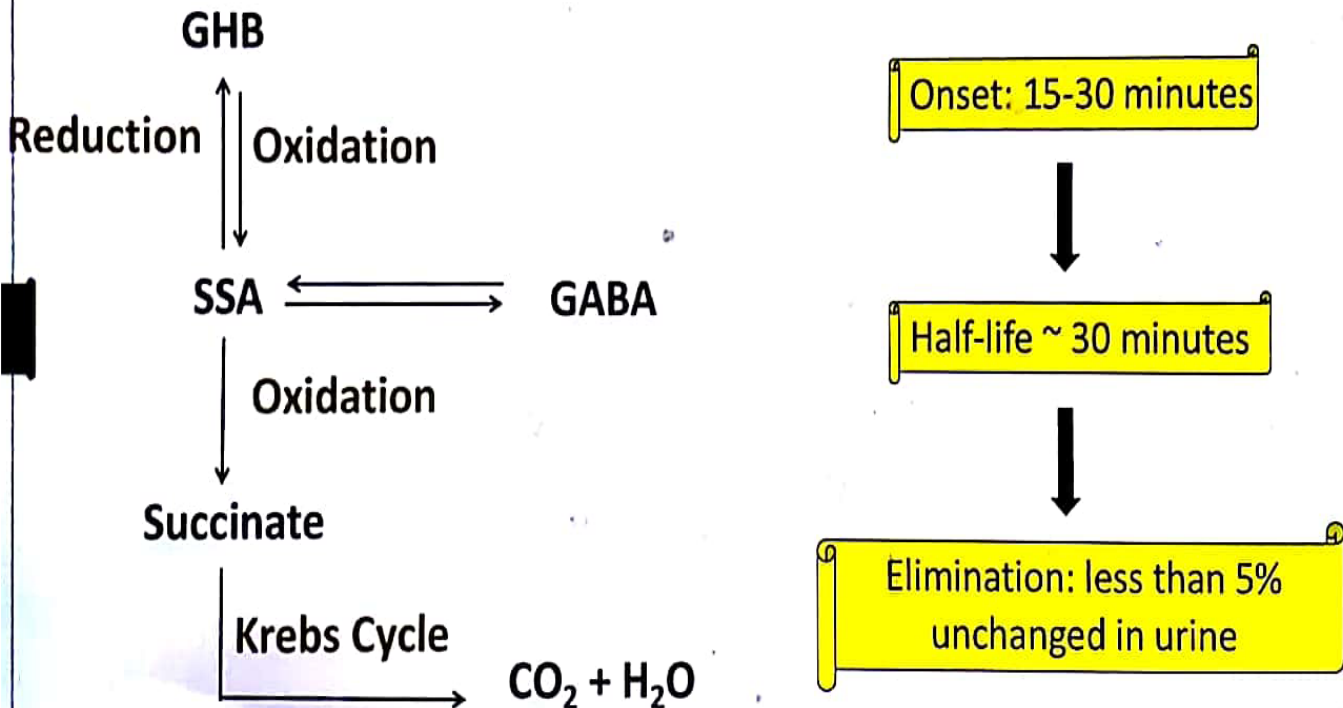 GHB
Reduction
Oxidation
SSA
GABA
Oxidation
Succinate
Krebs Cycle
CO₂ + H₂O
Onset: 15-30 minutes
Half-life ~ 30 minutes
Elimination: less than 5%
unchanged in urine